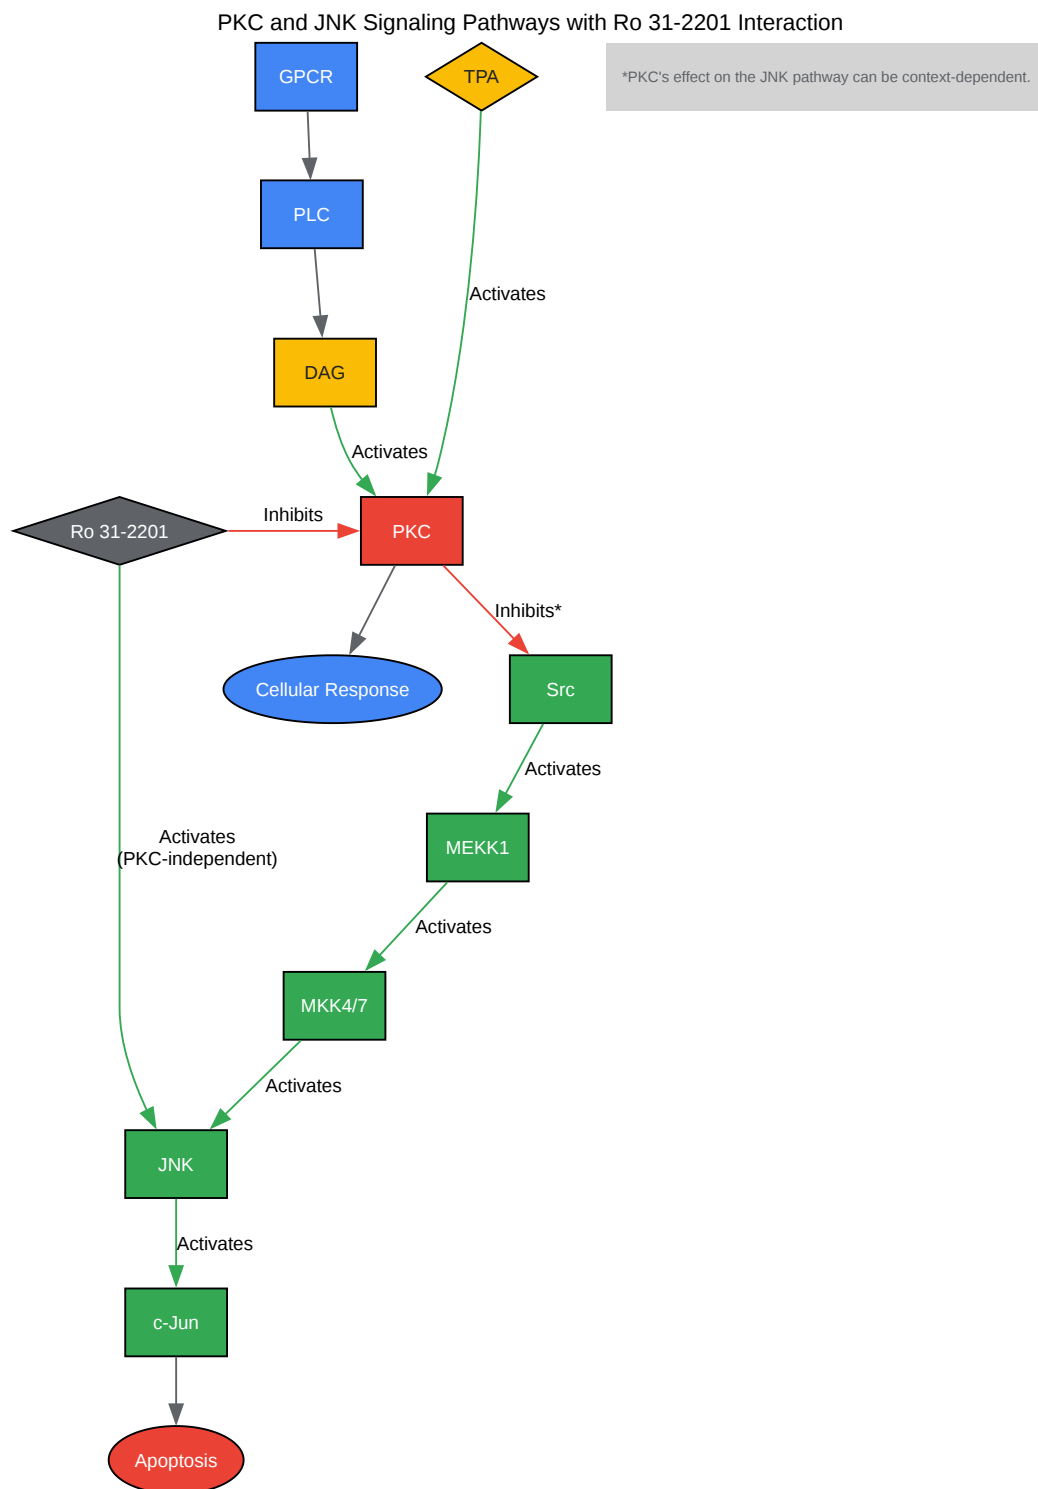 PKC and JNK Signaling Pathways with Ro 31-2201 Interaction
GPCR
TPA
*PKC's effect on the JNK pathway can be context-dependent.
PLC
Activates
DAG
Activates
Ro 31-2201
Inhibits
PKC
Inhibits*
Cellular Response
Src
Activates
Activates
(PKC-independent)
MEKK1
Activates
MKK4/7
Activates
JNK
Activates
c-Jun
Apoptosis